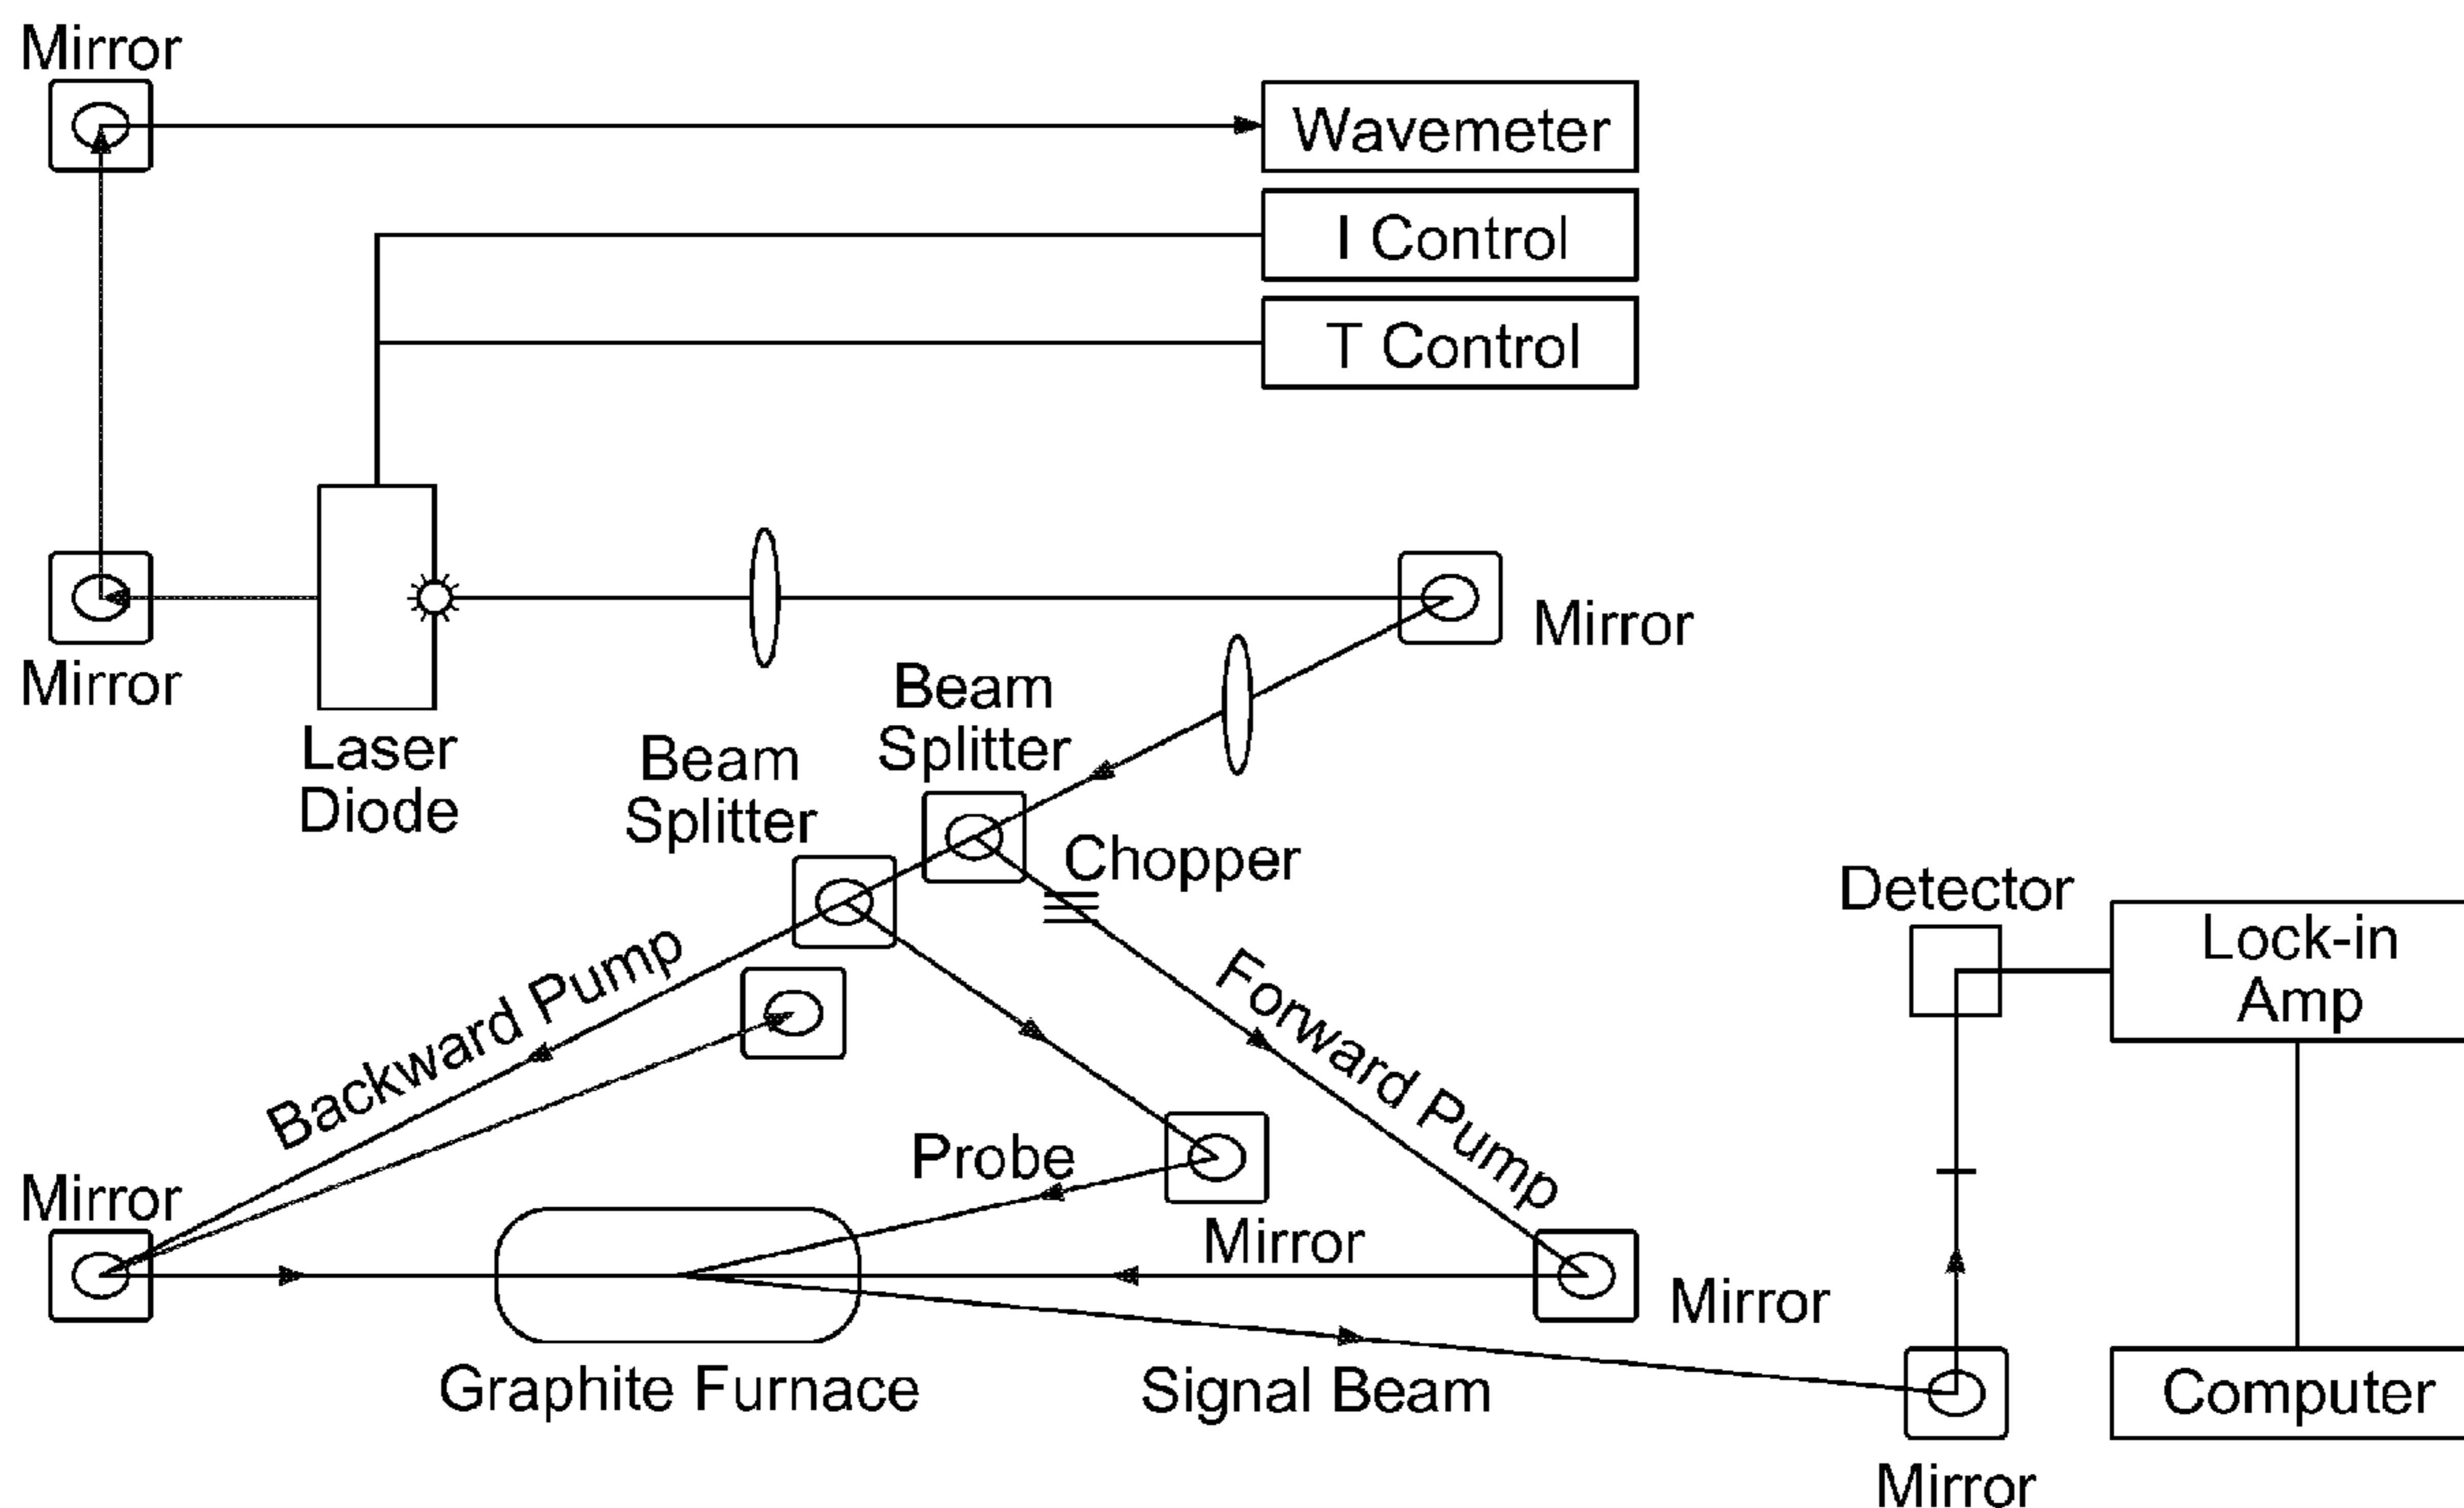 Mirror
Wavemeter
I Control
T Control
Mirror
Mirror
Laser
Diode
Beam
Splitter
Beam
Splitter
Chopper
Detector
Lock-in
Amp
Backward Pump
Forward Pump
Probe
Mirror
Mirror
Mirror
Graphite Furnace
Signal Beam
Computer
Mirror